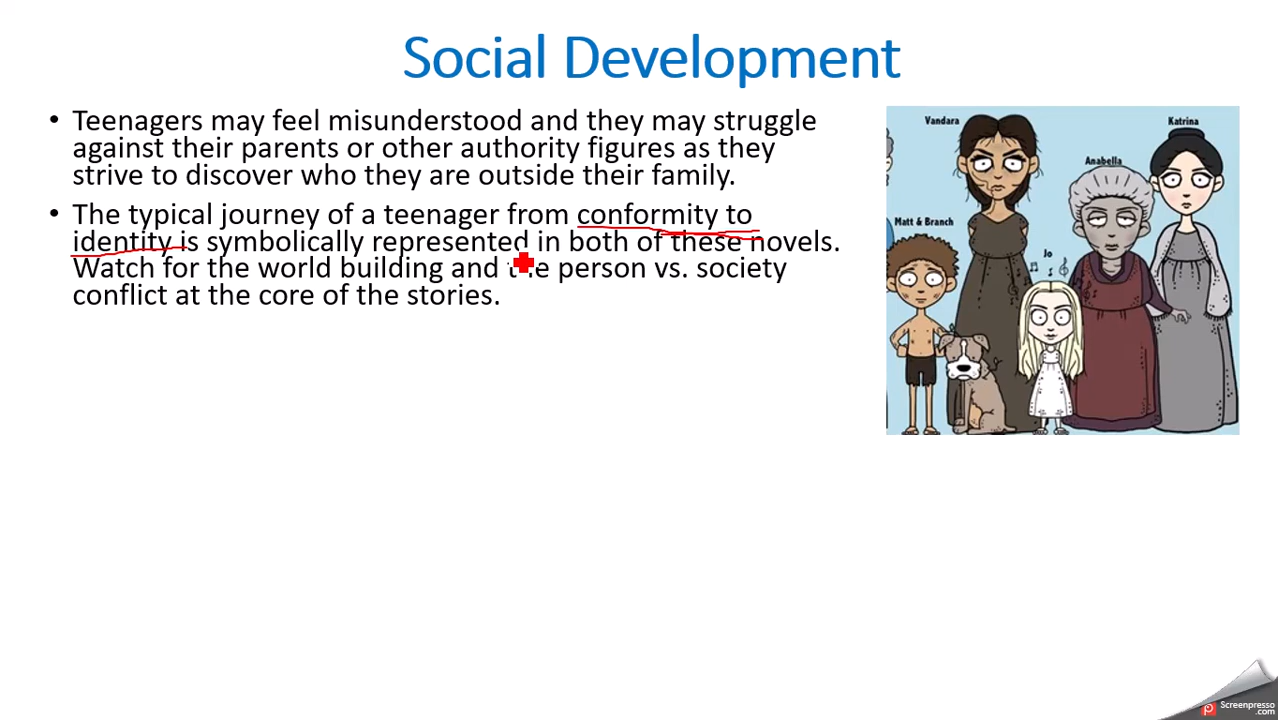 Social Development
• Teenagers may feel misunderstood and they may struggle
against their parents or other authority figures as they
strive to discover who they are outside their family.
• The typical journey of a teenager from conformity to
identity is symbolically represented in both of these novels.
Watch for the world building and the person vs. society
conflict at the core of the stories.
Vandara
Katrina
Anabella
Matt & Branch
Jo
Screenpresso
.com